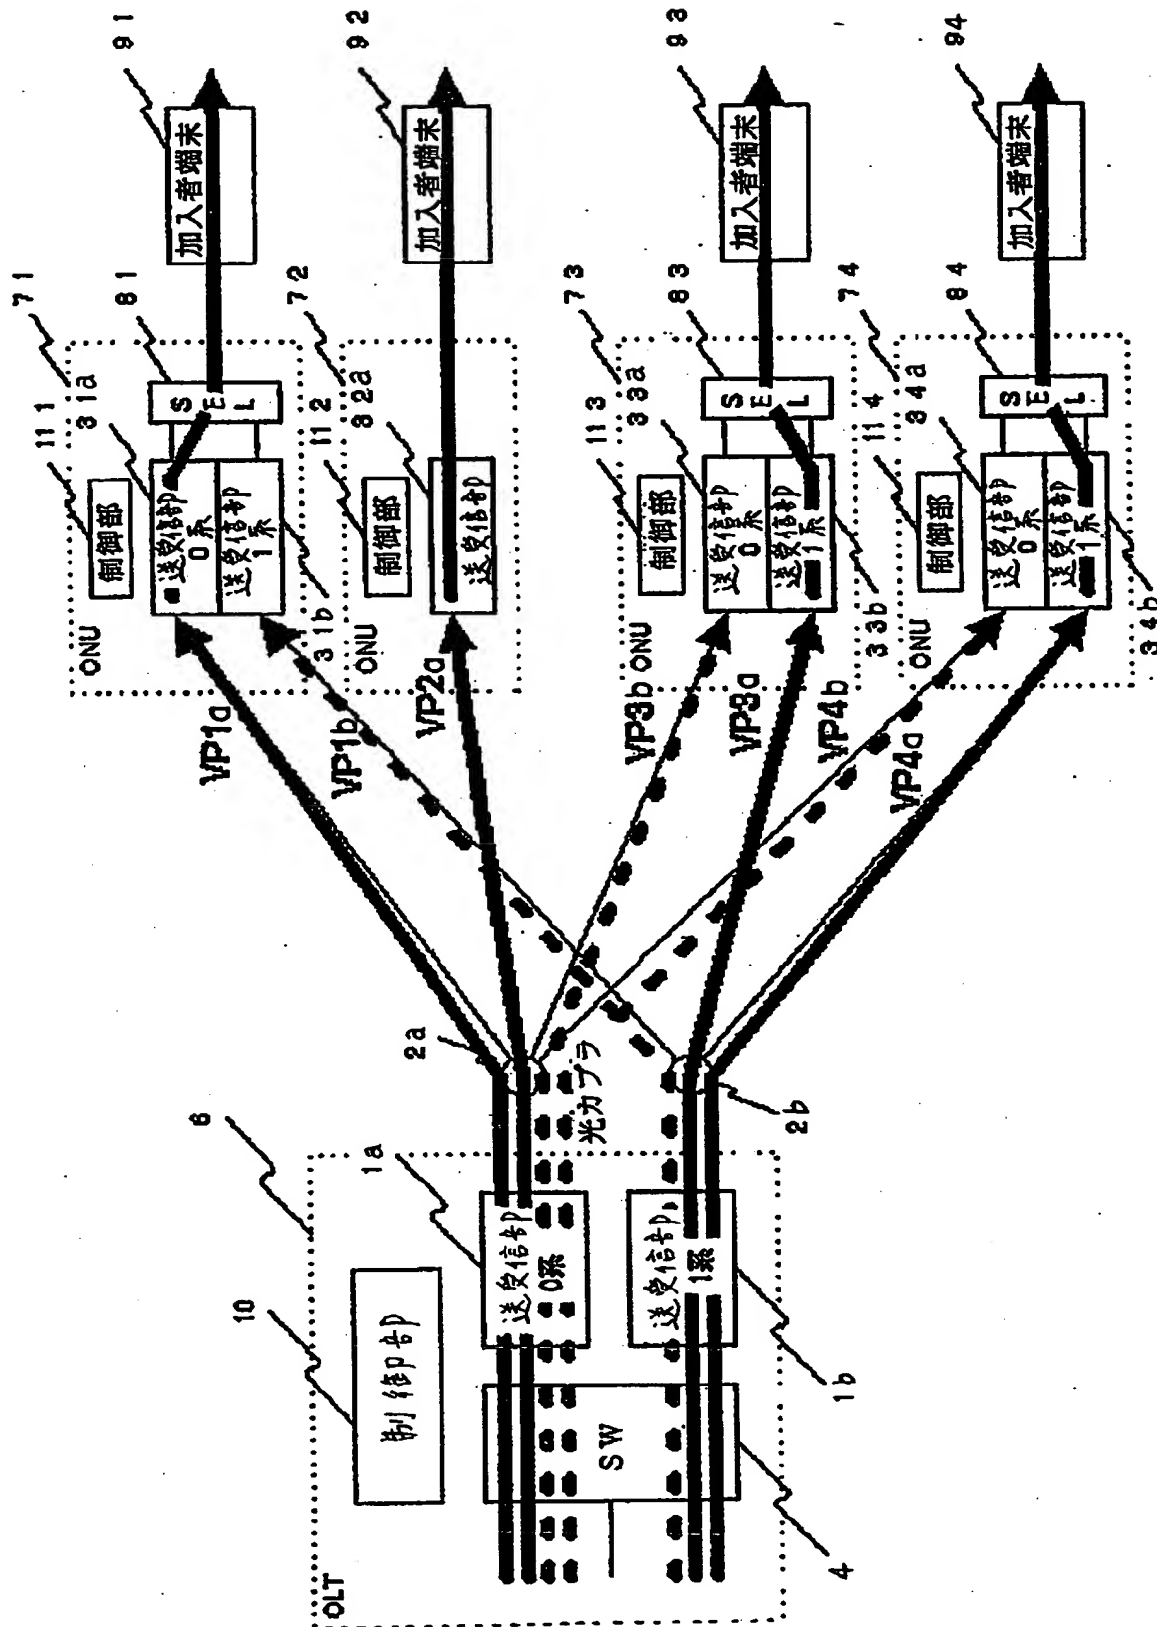 OLT
6
10
制御部
SW
4
送受信部
0系
1a
送受信部
1系
1b
2a
光カプラ
2b
VP1a
VP1b
VP2a
VP3b
VP3a
VP4b
VP4a
71
ONU
111
制御部
31a
送受信部
0系
送受信部
1系
31b
81
SEL
91
加入者端末
72
ONU
112
制御部
32a
送受信部
92
加入者端末
73
ONU
113
制御部
33a
送受信部
0系
送受信部
1系
33b
83
SEL
93
加入者端末
74
ONU
114
制御部
34a
送受信部
0系
送受信部
1系
34b
84
SEL
94
加入者端末